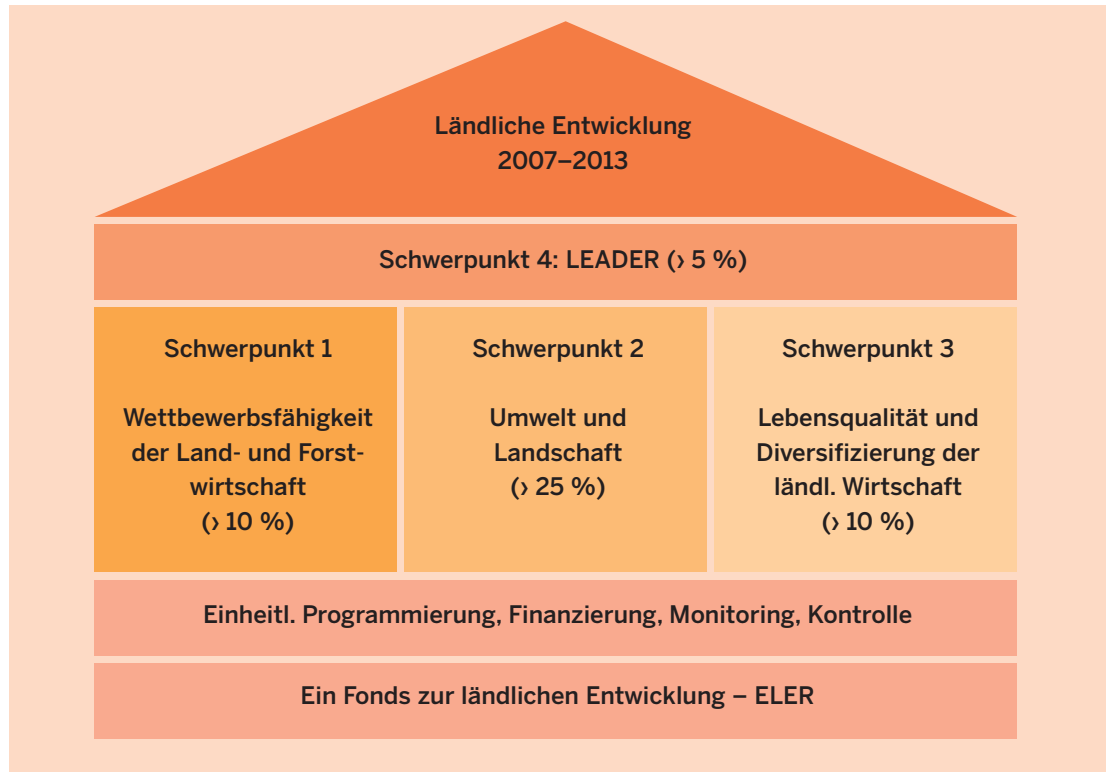 Ländliche Entwicklung
2007–2013
Schwerpunkt 4: LEADER (› 5 %)
Schwerpunkt 1
Wettbewerbsfähigkeit
der Land- und Forst-
wirtschaft
(› 10 %)
Schwerpunkt 2
Umwelt und
Landschaft
(› 25 %)
Schwerpunkt 3
Lebensqualität und
Diversifizierung der
ländl. Wirtschaft
(› 10 %)
Einheitl. Programmierung, Finanzierung, Monitoring, Kontrolle
Ein Fonds zur ländlichen Entwicklung – ELER